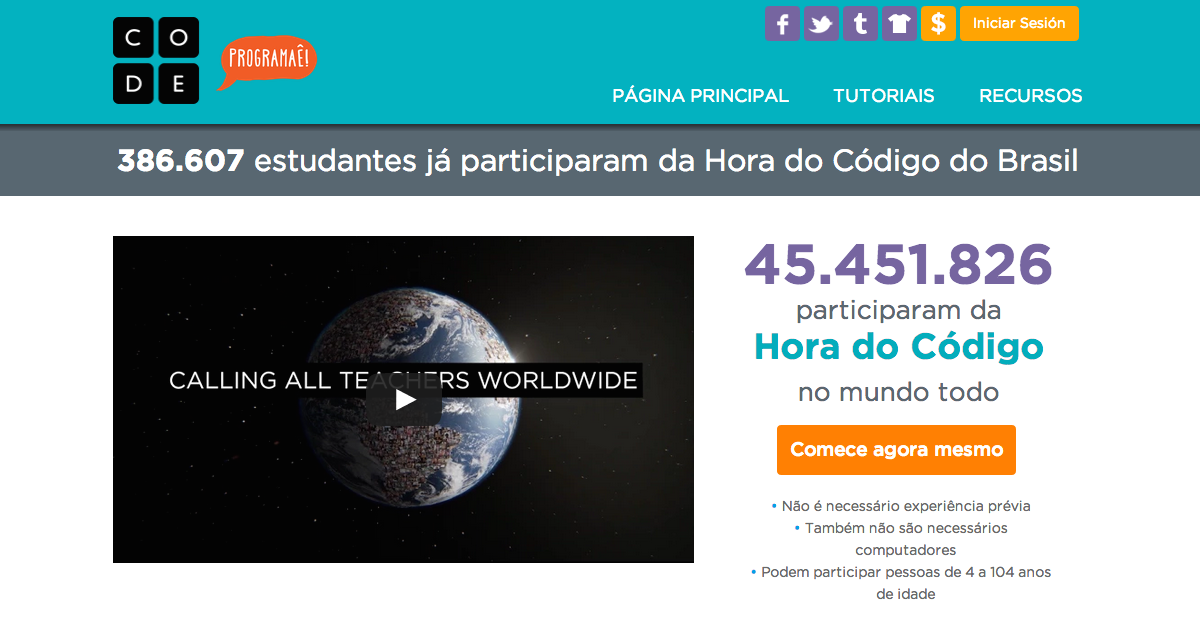 CO
DE
PROGRAMAÊ!
f t $ Iniciar Sesión
PÁGINA PRINCIPAL TUTORIAIS RECURSOS
386.607 estudantes já participaram da Hora do Código do Brasil
CALLING ALL TEACHERS WORLDWIDE
45.451.826
participaram da
Hora do Código
no mundo todo
Comece agora mesmo
• Não é necessário experiência prévia
• Também não são necessários
computadores
• Podem participar pessoas de 4 a 104 anos
de idade